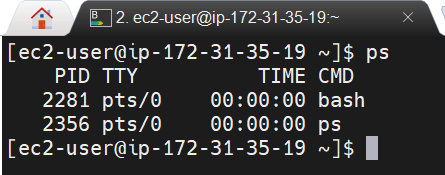 2. ec2-user@ip-172-31-35-19:~
[ec2-user@ip-172-31-35-19 ~]$ ps
    PID TTY          TIME CMD
   2281 pts/0    00:00:00 bash
   2356 pts/0    00:00:00 ps
[ec2-user@ip-172-31-35-19 ~]$